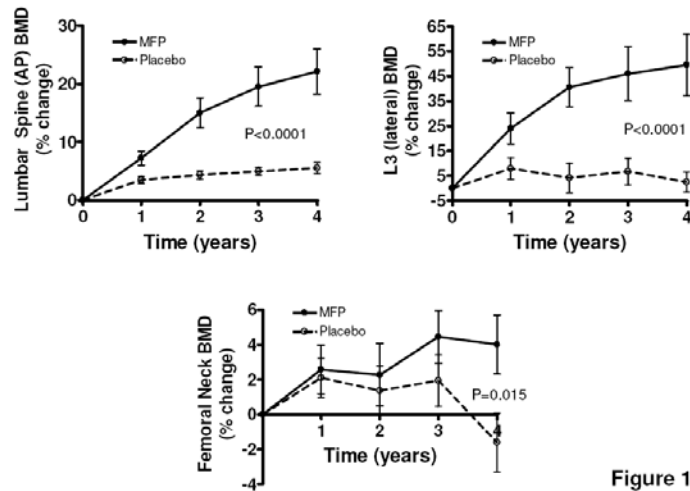 Lumbar Spine (AP) BMD
(% change)
30
20
10
0
MFP
Placebo
P<0.0001
0 1 2 3 4
Time (years)
L3 (lateral) BMD
(% change)
65
55
45
35
25
15
5
-5
MFP
Placebo
P<0.0001
0 1 2 3 4
Time (years)
Femoral Neck BMD
(% change)
6
4
2
0
-2
-4
MFP
Placebo
P=0.015
1 2 3 4
Time (years)
Figure 1